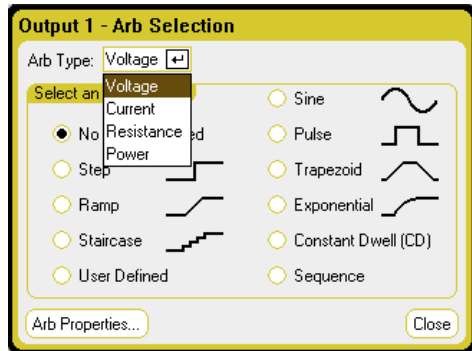 Output 1 - Arb Selection
Arb Type: Voltage
Voltage
Current
Resistance
Power
Select an
No
Step
Ramp
Staircase
User Defined
Sine
Pulse
Trapezoid
Exponential
Constant Dwell (CD)
Sequence
Arb Properties...
Close